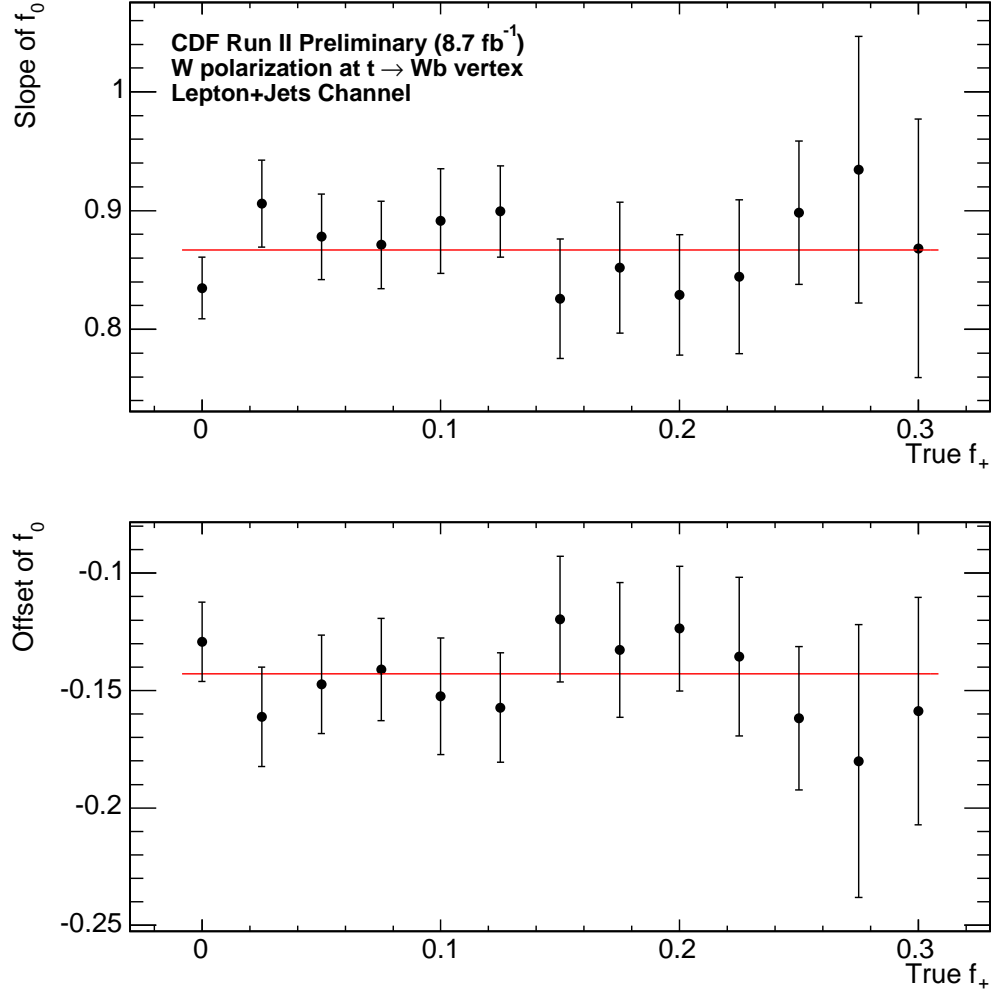 Slope of f₀
CDF Run II Preliminary (8.7 fb⁻¹)
W polarization at t → Wb vertex
Lepton+Jets Channel
1
0.9
0.8
0 0.1 0.2 0.3
True f₊
Offset of f₀
-0.1
-0.15
-0.2
-0.25
0 0.1 0.2 0.3
True f₊